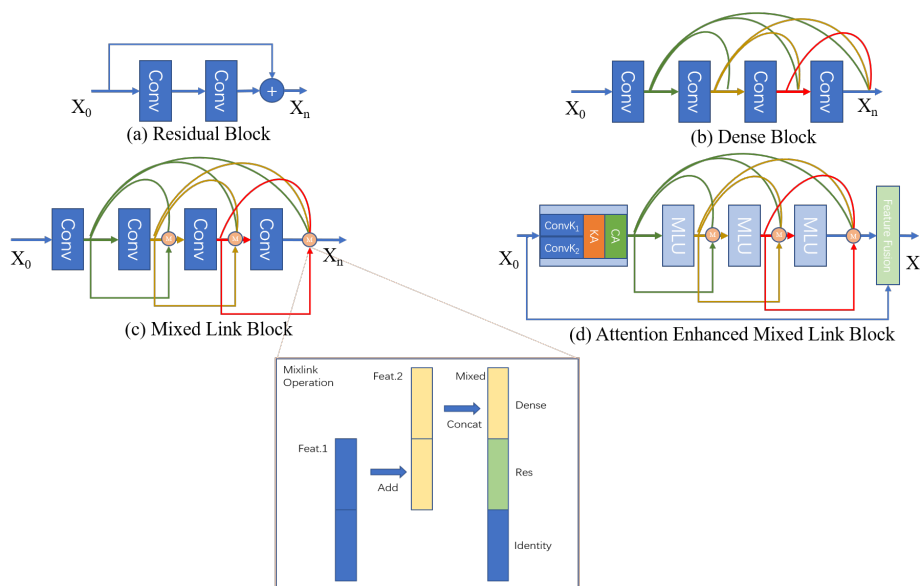 X0
Conv
Conv
+
Xn
(a) Residual Block
X0
Conv
Conv
Conv
Conv
Xn
(b) Dense Block
X0
Conv
Conv
M
Conv
M
Conv
M
Xn
(c) Mixed Link Block
X0
ConvK1
ConvK2
KA
CA
MLU
M
MLU
M
MLU
M
Feature Fusion
X
(d) Attention Enhanced Mixed Link Block
Mixlink
Operation
Feat.1
Add
Feat.2
Concat
Mixed
Dense
Res
Identity